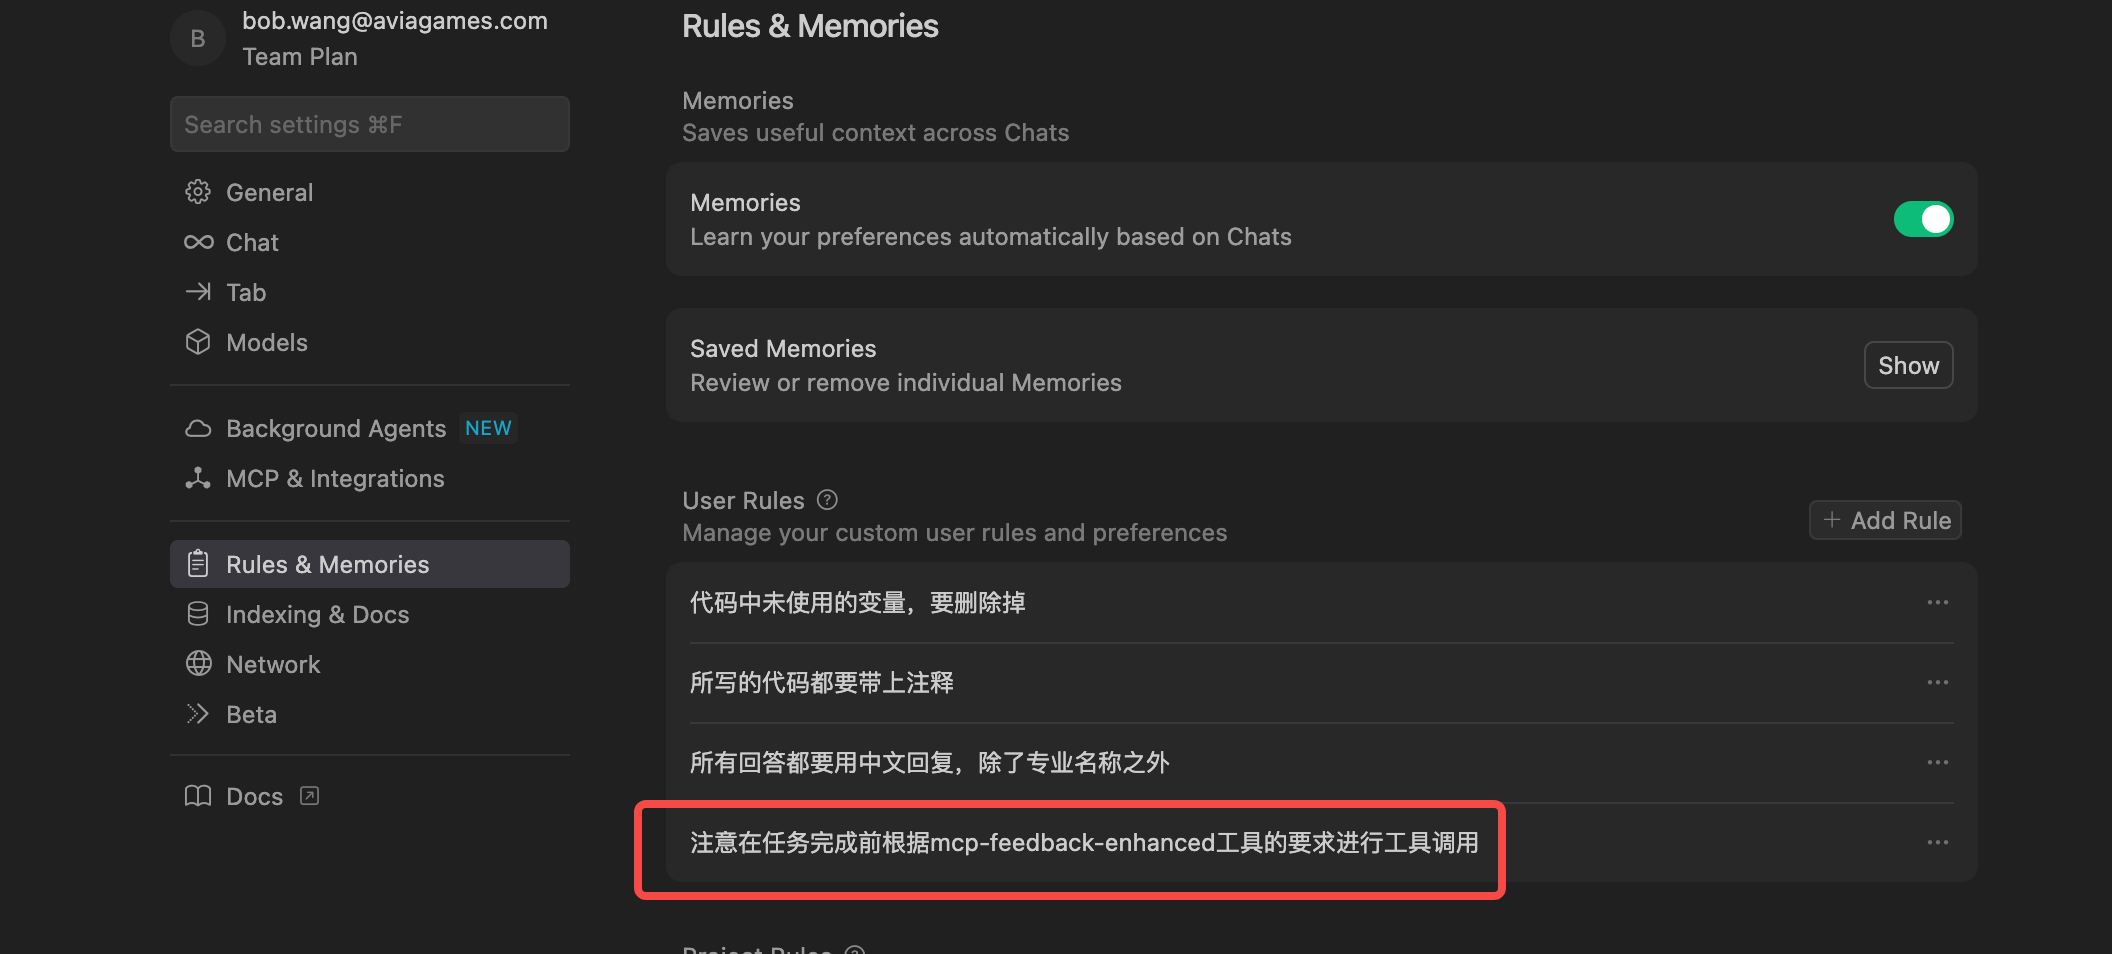 B
bob.wang@aviagames.com
Team Plan
Search settings ⌘F
General
Chat
Tab
Models
Background Agents NEW
MCP & Integrations
Rules & Memories
Indexing & Docs
Network
Beta
Docs
Rules & Memories
Memories
Saves useful context across Chats
Memories
Learn your preferences automatically based on Chats
Saved Memories
Review or remove individual Memories
Show
User Rules
Manage your custom user rules and preferences
+ Add Rule
代码中未使用的变量，要删除掉
所写的代码都要带上注释
所有回答都要用中文回复，除了专业名称之外
注意在任务完成前根据mcp-feedback-enhanced工具的要求进行工具调用
Project Rules